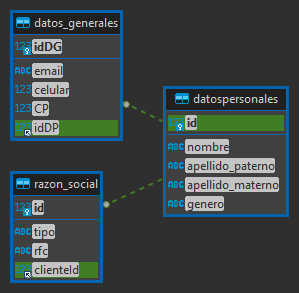 datos_generales
123 idDG
ABC email
123 celular
123 CP
123 idDP
datospersonales
123 id
ABC nombre
ABC apellido_paterno
ABC apellido_materno
ABC genero
razon_social
123 id
ABC tipo
ABC rfc
123 clienteId